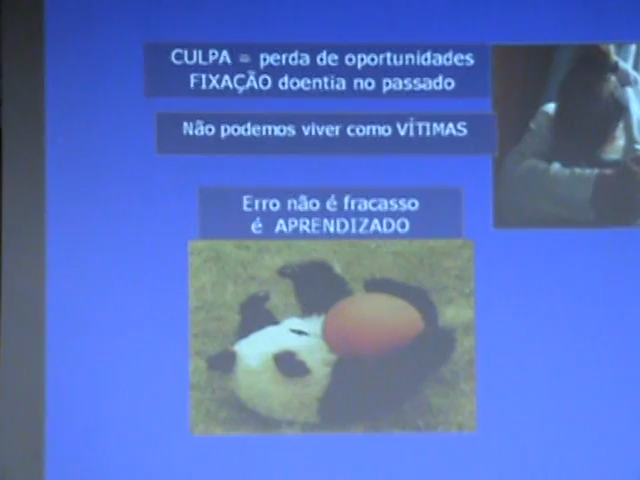 CULPA = perda de oportunidades
FIXAÇÃO doentia no passado
Não podemos viver como VÍTIMAS
Erro não é fracasso
é APRENDIZADO